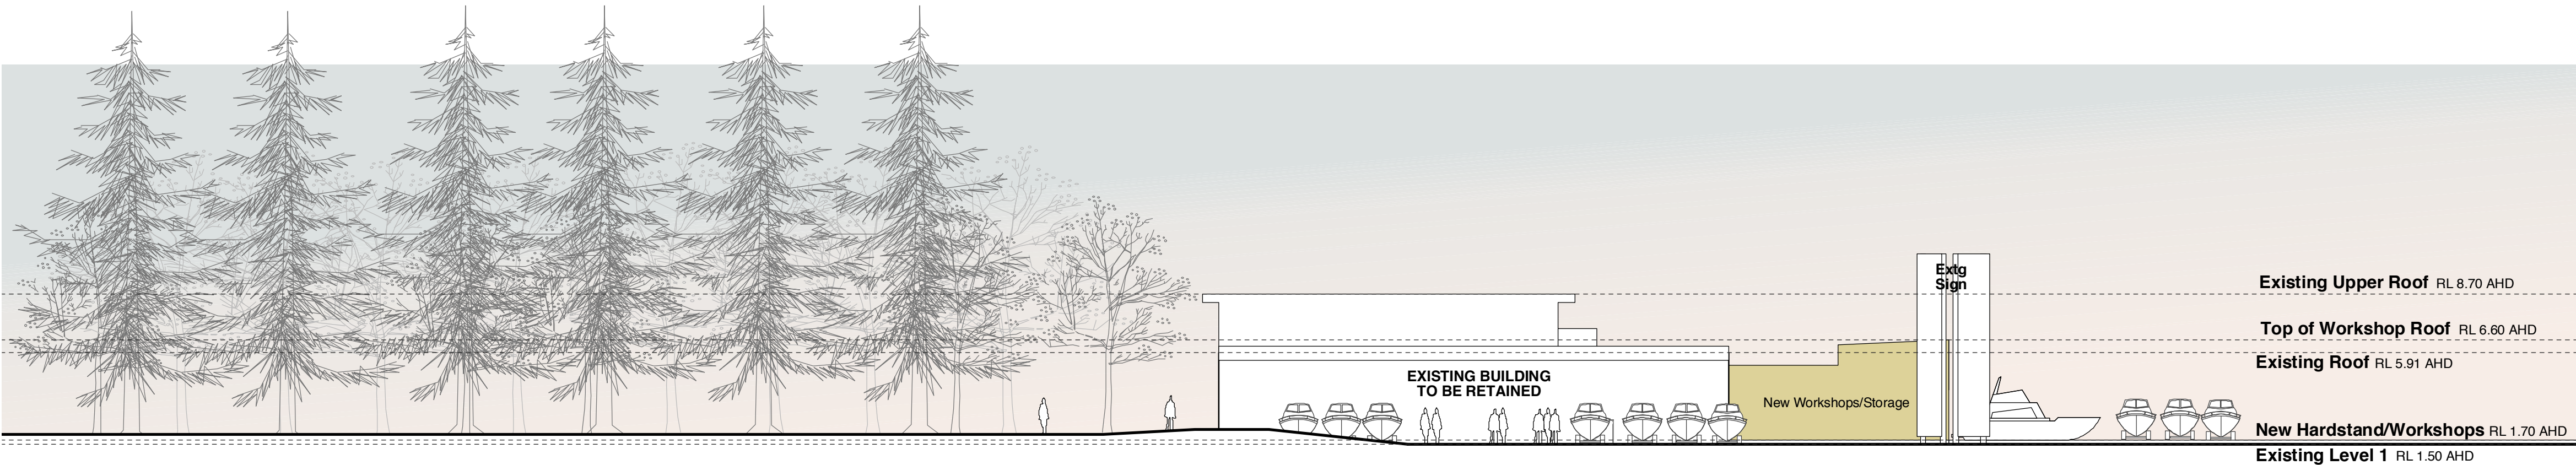 Extg
Sign
Existing Upper Roof RL 8.70 AHD
Top of Workshop Roof RL 6.60 AHD
Existing Roof RL 5.91 AHD
EXISTING BUILDING
TO BE RETAINED
New Workshops/Storage
New Hardstand/Workshops RL 1.70 AHD
Existing Level 1 RL 1.50 AHD